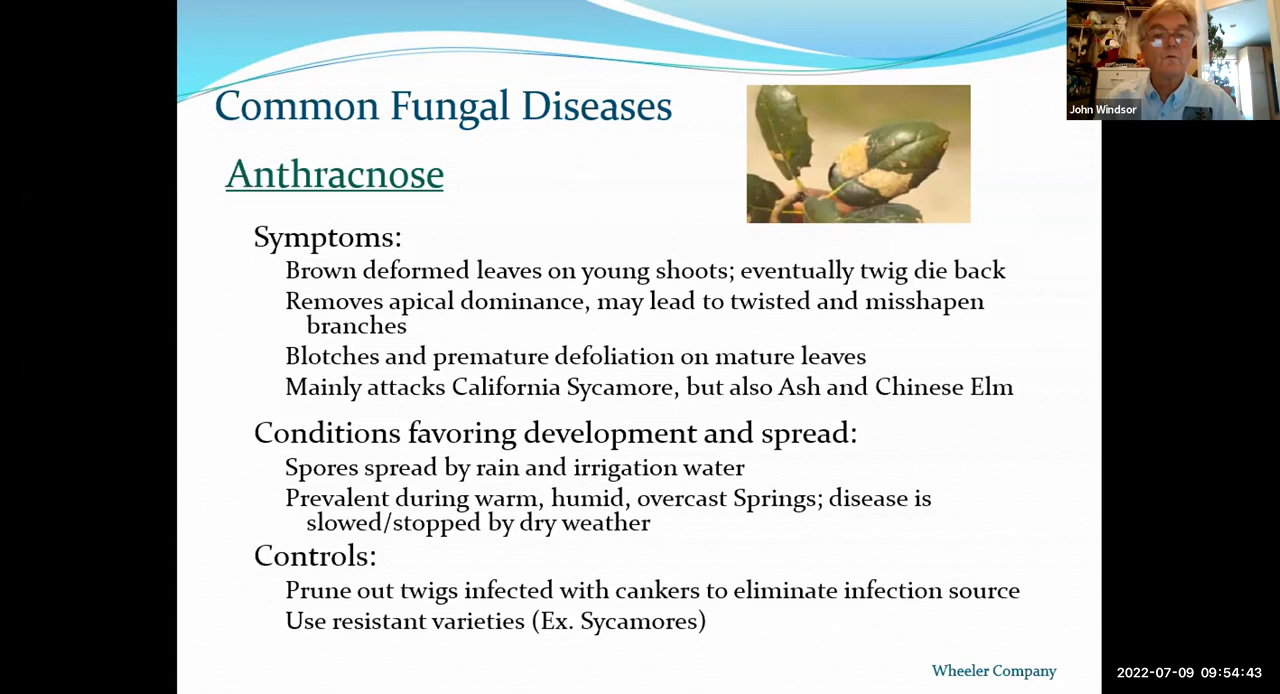 Common Fungal Diseases
John Windsor
Anthracnose
Symptoms:
Brown deformed leaves on young shoots; eventually twig die back
Removes apical dominance, may lead to twisted and misshapen
branches
Blotches and premature defoliation on mature leaves
Mainly attacks California Sycamore, but also Ash and Chinese Elm
Conditions favoring development and spread:
Spores spread by rain and irrigation water
Prevalent during warm, humid, overcast Springs; disease is
slowed/stopped by dry weather
Controls:
Prune out twigs infected with cankers to eliminate infection source
Use resistant varieties (Ex. Sycamores)
Wheeler Company
2022-07-09 09:54:43